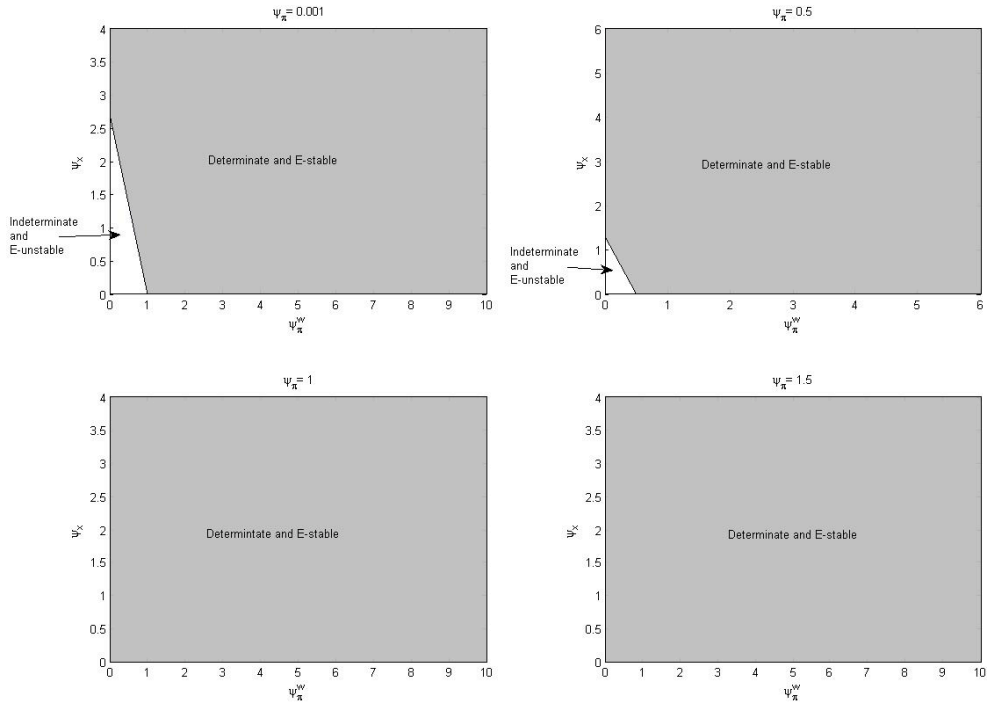 ψπ= 0.001
4
3.5
3
2.5
2
1.5
1
0.5
0
ψx
Determinate and E-stable
Indeterminate
and
E-unstable
0 1 2 3 4 5 6 7 8 9 10
ψπw
ψπ= 0.5
6
5
4
3
2
1
0
ψx
Determinate and E-stable
Indeterminate
and
E-unstable
0 1 2 3 4 5 6
ψπw
ψπ= 1
4
3.5
3
2.5
2
1.5
1
0.5
0
ψx
Determintate and E-stable
0 1 2 3 4 5 6 7 8 9 10
ψπw
ψπ= 1.5
4
3.5
3
2.5
2
1.5
1
0.5
0
ψx
Determinate and E-stable
0 1 2 3 4 5 6 7 8 9 10
ψπw